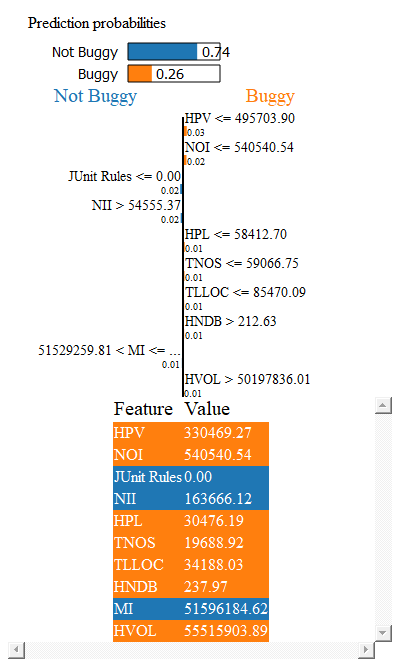 Prediction probabilities
Not Buggy 0.74
Buggy 0.26
Not Buggy Buggy
HPV <= 495703.90
0.03
NOI <= 540540.54
0.02
JUnit Rules <= 0.00
0.02
NII > 54555.37
0.02
HPL <= 58412.70
0.01
TNOS <= 59066.75
0.01
TLLOC <= 85470.09
0.01
HNDB > 212.63
0.01
51529259.81 < MI <= ...
0.01
HVOL > 50197836.01
0.01
Feature Value
HPV 330469.27
NOI 540540.54
JUnit Rules 0.00
NII 163666.12
HPL 30476.19
TNOS 19688.92
TLLOC 34188.03
HNDB 237.97
MI 51596184.62
HVOL 55515903.89